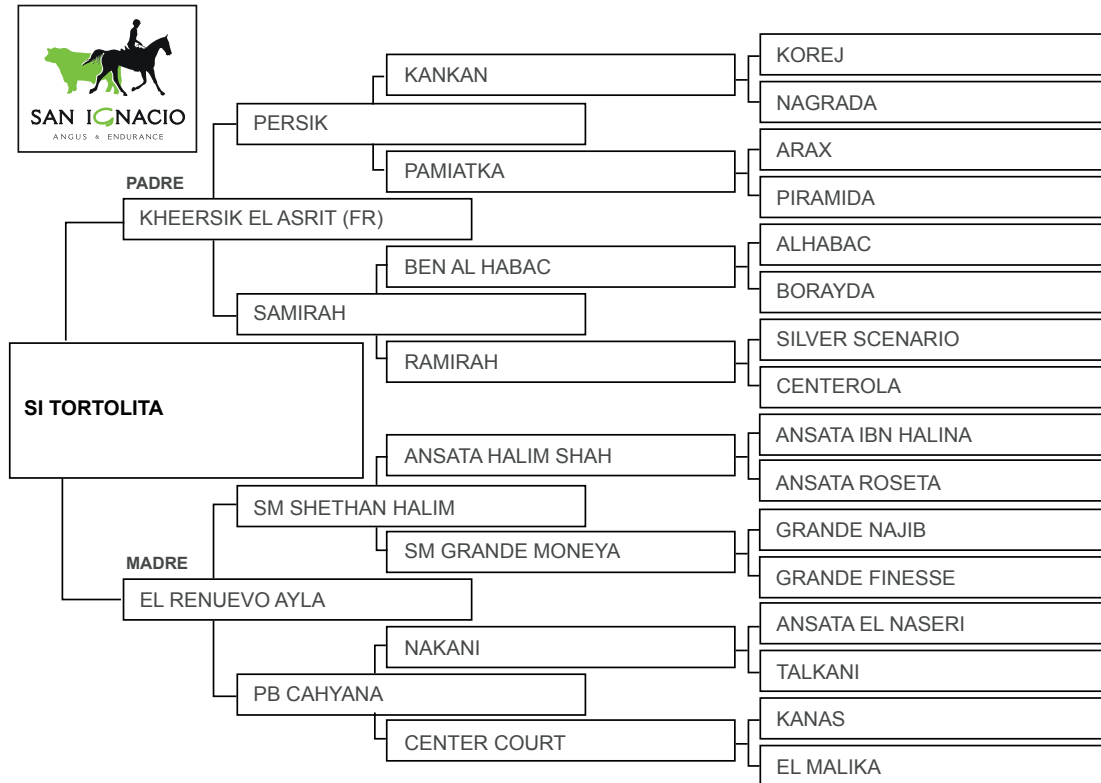 SAN IGNACIO
ANGUS & ENDURANCE
KOREJ
KANKAN
NAGRADA
PERSIK
ARAX
PAMIATKA
PADRE
PIRAMIDA
KHEERSIK EL ASRIT (FR)
ALHABAC
BEN AL HABAC
BORAYDA
SAMIRAH
SILVER SCENARIO
RAMIRAH
CENTEROLA
SI TORTOLITA
ANSATA IBN HALINA
ANSATA HALIM SHAH
ANSATA ROSETA
SM SHETHAN HALIM
GRANDE NAJIB
SM GRANDE MONEYA
MADRE
GRANDE FINESSE
EL RENUEVO AYLA
ANSATA EL NASERI
NAKANI
TALKANI
PB CAHYANA
KANAS
CENTER COURT
EL MALIKA